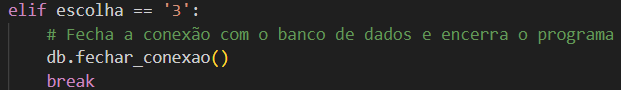 elif escolha == '3':
# Fecha a conexão com o banco de dados e encerra o programa
db.fechar_conexao()
break